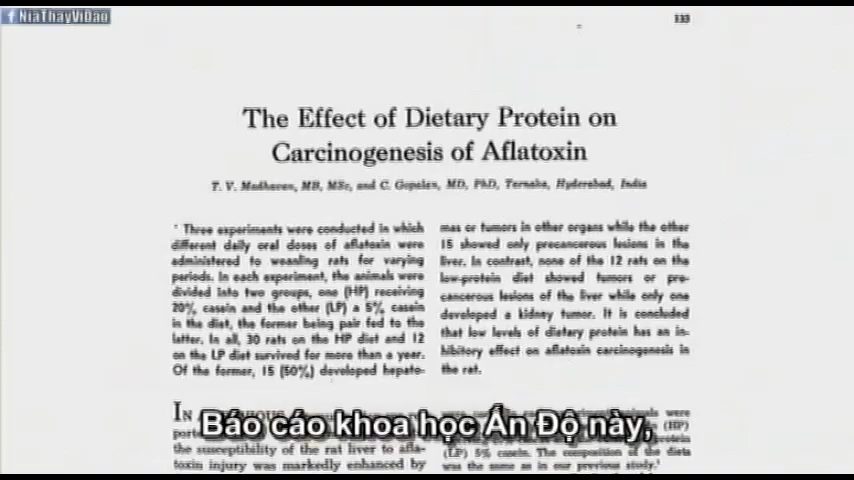 NiaThayViDao
133
The Effect of Dietary Protein on
Carcinogenesis of Aflatoxin
T. V. Madhavan, MB, MSc, and C. Gopalan, MD, PhD, Tarnaka, Hyderabad, India
Three experiments were conducted in which
different daily oral doses of aflatoxin were
administered to weanling rats for varying
periods. In each experiment, the animals were
divided into two groups, one (HP) receiving
20% casein and the other (LP) a 5% casein
in the diet, the former being pair fed to the
latter. In all, 30 rats on the HP diet and 12
on the LP diet survived for more than a year.
Of the former, 15 (50%) developed hepato-
mas or tumors in other organs while the other
15 showed only precancerous lesions in the
liver. In contrast, none of the 12 rats on the
low-protein diet showed tumors or pre-
cancerous lesions of the liver while only one
developed a kidney tumor. It is concluded
that low levels of dietary protein has an in-
hibitory effect on aflatoxin carcinogenesis in
the rat.
IN
the susceptibility of the rat liver to afla-
toxin injury was markedly enhanced by
were
(HP)
protein
(LP) 5% casein. The composition of the diets
was the same as in our previous study.¹
Báo cáo khoa học Ấn Độ này,